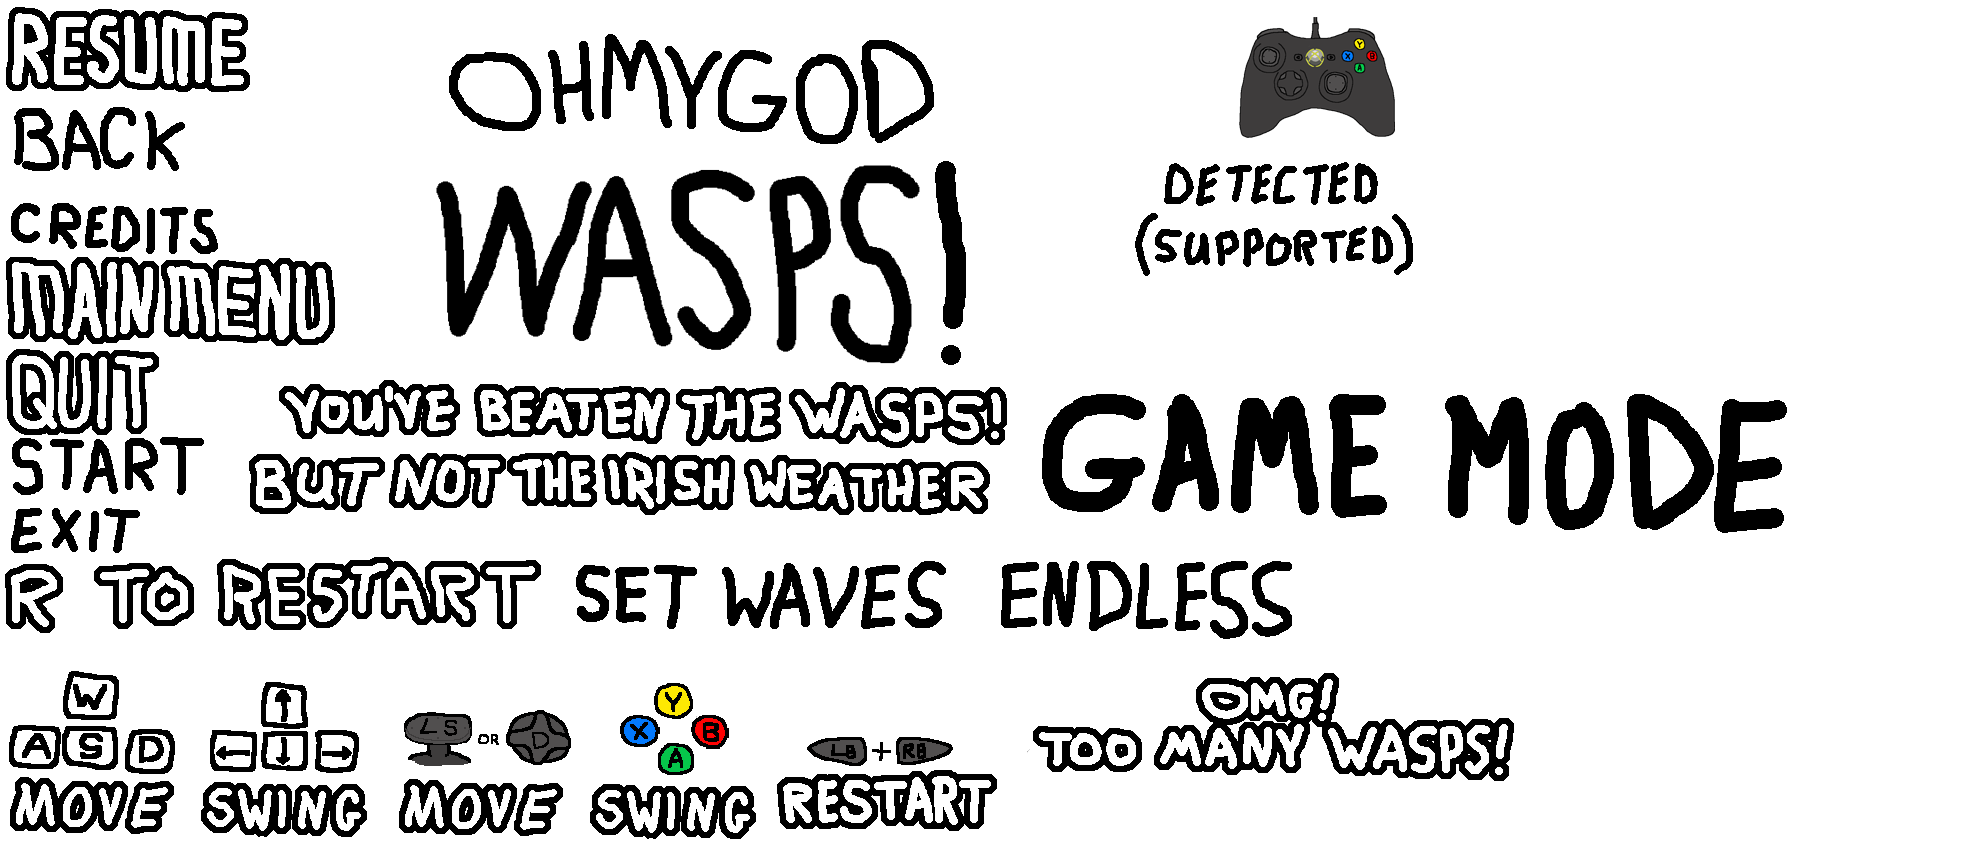 RESUME
BACK
CREDITS
MAIN MENU
QUIT
START
EXIT
R TO RESTART
OHMYGOD
WASPS!
Y
X B
A
DETECTED
(SUPPORTED)
YOU'VE BEATEN THE WASPS!
BUT NOT THE IRISH WEATHER
GAME MODE
SET WAVES
ENDLESS
W
A S D
MOVE
↑
← ↓ →
SWING
LS OR D
MOVE
Y
X B
A
SWING
LB + RB
RESTART
OMG!
TOO MANY WASPS!